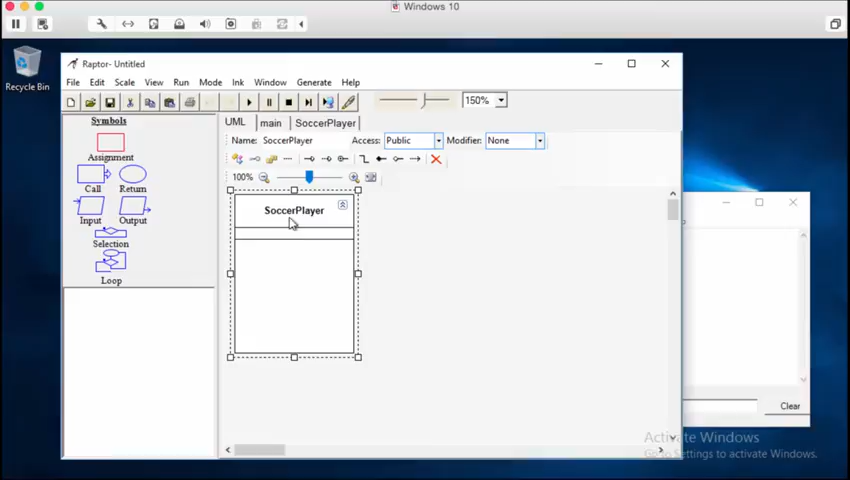 Windows 10
Recycle Bin
Raptor- Untitled
File Edit Scale View Run Mode Ink Window Generate Help
150%
Symbols
Assignment
Call
Return
Input
Output
Selection
Loop
UML main SoccerPlayer
Name: SoccerPlayer Access: Public Modifier: None
100%
SoccerPlayer
Clear
Activate Windows
Go to Settings to activate Windows.